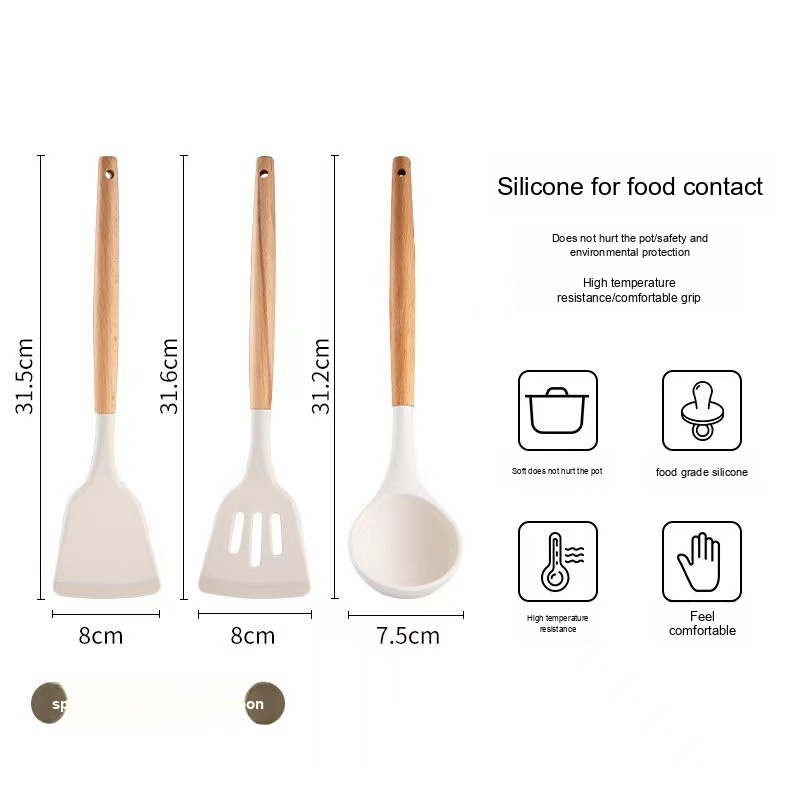 Silicone for food contact
Does not hurt the pot/safety and
environmental protection
High temperature
resistance/comfortable grip
31.5cm
31.6cm
31.2cm
Soft does not hurt the pot
food grade silicone
High temperature
resistance
Feel
comfortable
8cm
8cm
7.5cm